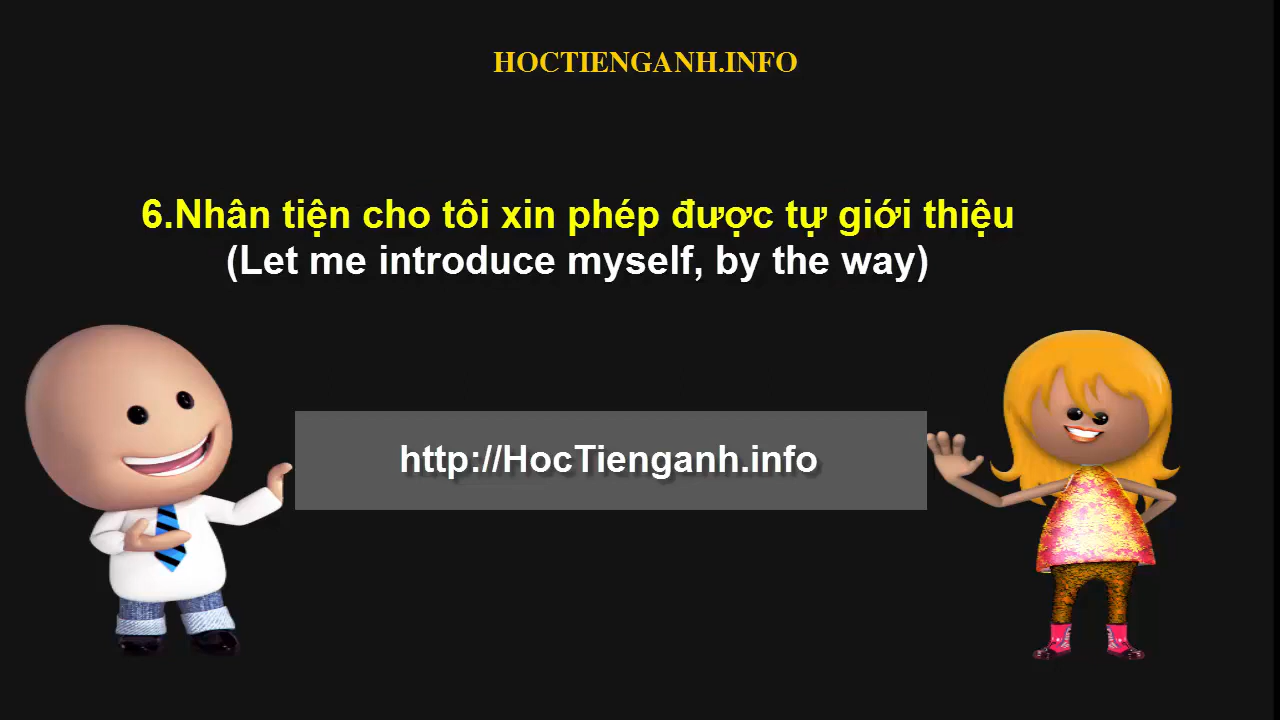 HOCTIENGANH.INFO
6.Nhân tiện cho tôi xin phép được tự giới thiệu
(Let me introduce myself, by the way)
http://HocTienganh.info